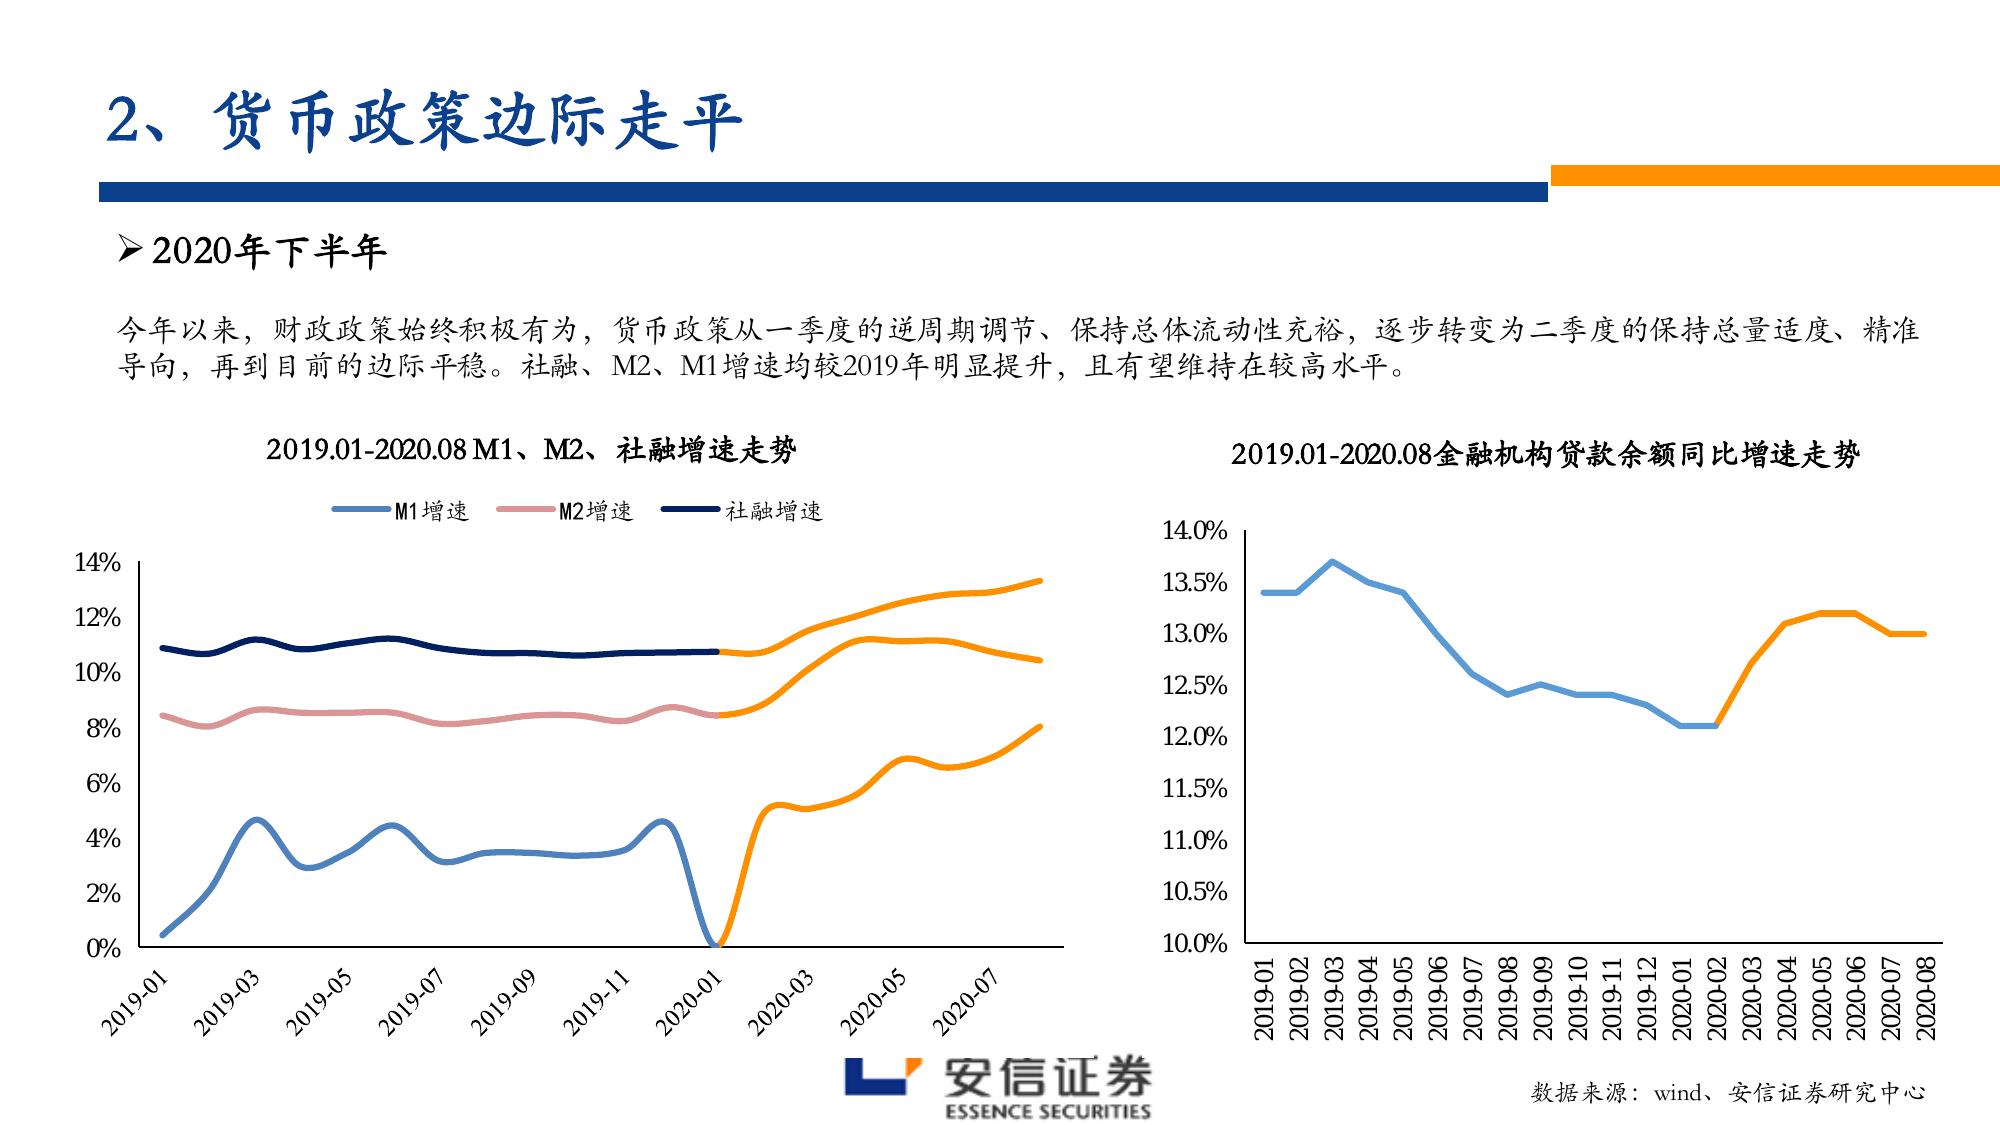 2、货币政策边际走平
➢2020年下半年
今年以来，财政政策始终积极有为，货币政策从一季度的逆周期调节、保持总体流动性充裕，逐步转变为二季度的保持总量适度、精准
导向，再到目前的边际平稳。社融、M2、M1增速均较2019年明显提升，且有望维持在较高水平。
2019.01-2020.08 M1、M2、社融增速走势
M1增速 M2增速 社融增速
14%
12%
10%
8%
6%
4%
2%
0%
2019-01 2019-03 2019-05 2019-07 2019-09 2019-11 2020-01 2020-03 2020-05 2020-07
2019.01-2020.08金融机构贷款余额同比增速走势
14.0%
13.5%
13.0%
12.5%
12.0%
11.5%
11.0%
10.5%
10.0%
2019-01 2019-02 2019-03 2019-04 2019-05 2019-06 2019-07 2019-08 2019-09 2019-10 2019-11 2019-12 2020-01 2020-02 2020-03 2020-04 2020-05 2020-06 2020-07 2020-08
安信证券
ESSENCE SECURITIES
数据来源：wind、安信证券研究中心